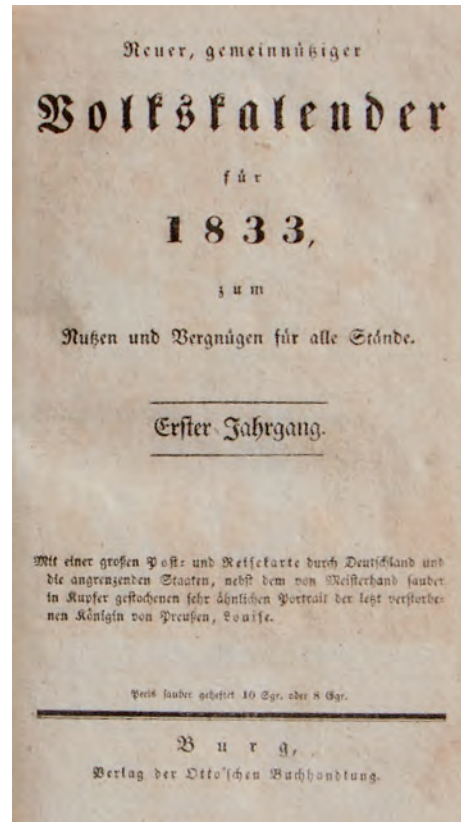 Neuer, gemeinnütziger
Volkskalender
für
1833,
zum
Nutzen und Vergnügen für alle Stände.
Erster Jahrgang.
Mit einer großen Post- und Reisekarte durch Deutschland und
die angrenzenden Staaten, nebst dem von Meisterhand sauber
in Kupfer gestochenen sehr ähnlichen Portrait der letzt verstorbe-
nen Königin von Preußen, Louise.
Preis sauber geheftet 10 Sgr. oder 8 Ggr.
Burg,
Verlag der Otto'schen Buchhandlung.